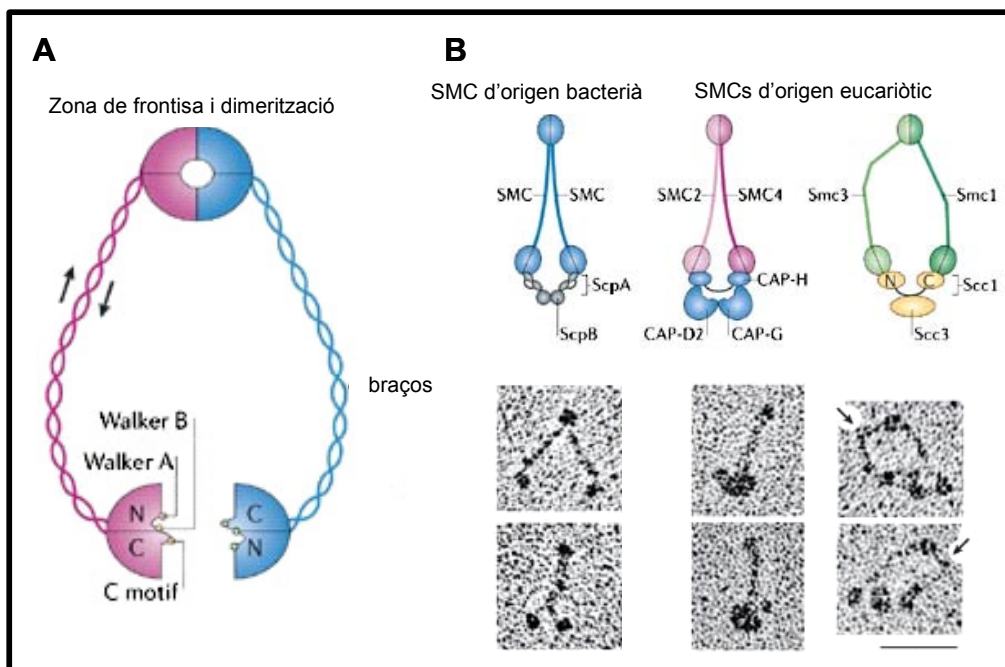 A
Zona de frontisa i dimerització
braços
Walker B
Walker A
N
C
C
N
C motif
B
SMC d'origen bacterià
SMCs d'origen eucariòtic
SMC
SMC
ScpA
ScpB
SMC2
SMC4
CAP-H
CAP-D2
CAP-G
Smc3
Smc1
N
C
Scc1
Scc3